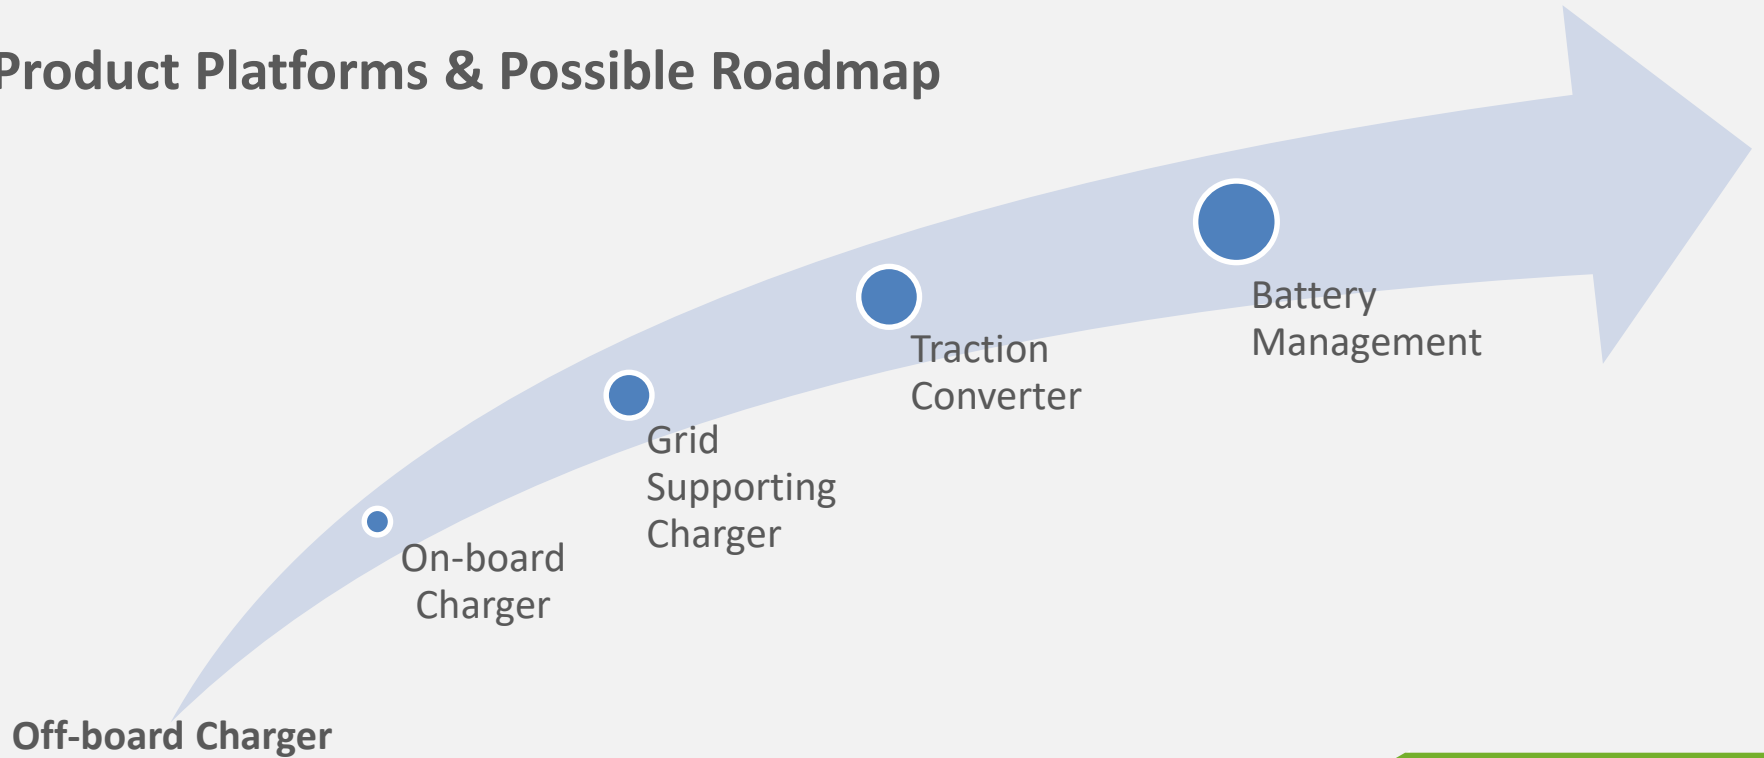 Product Platforms & Possible Roadmap
Battery
Management
Traction
Converter
Grid
Supporting
Charger
On-board
Charger
Off-board Charger